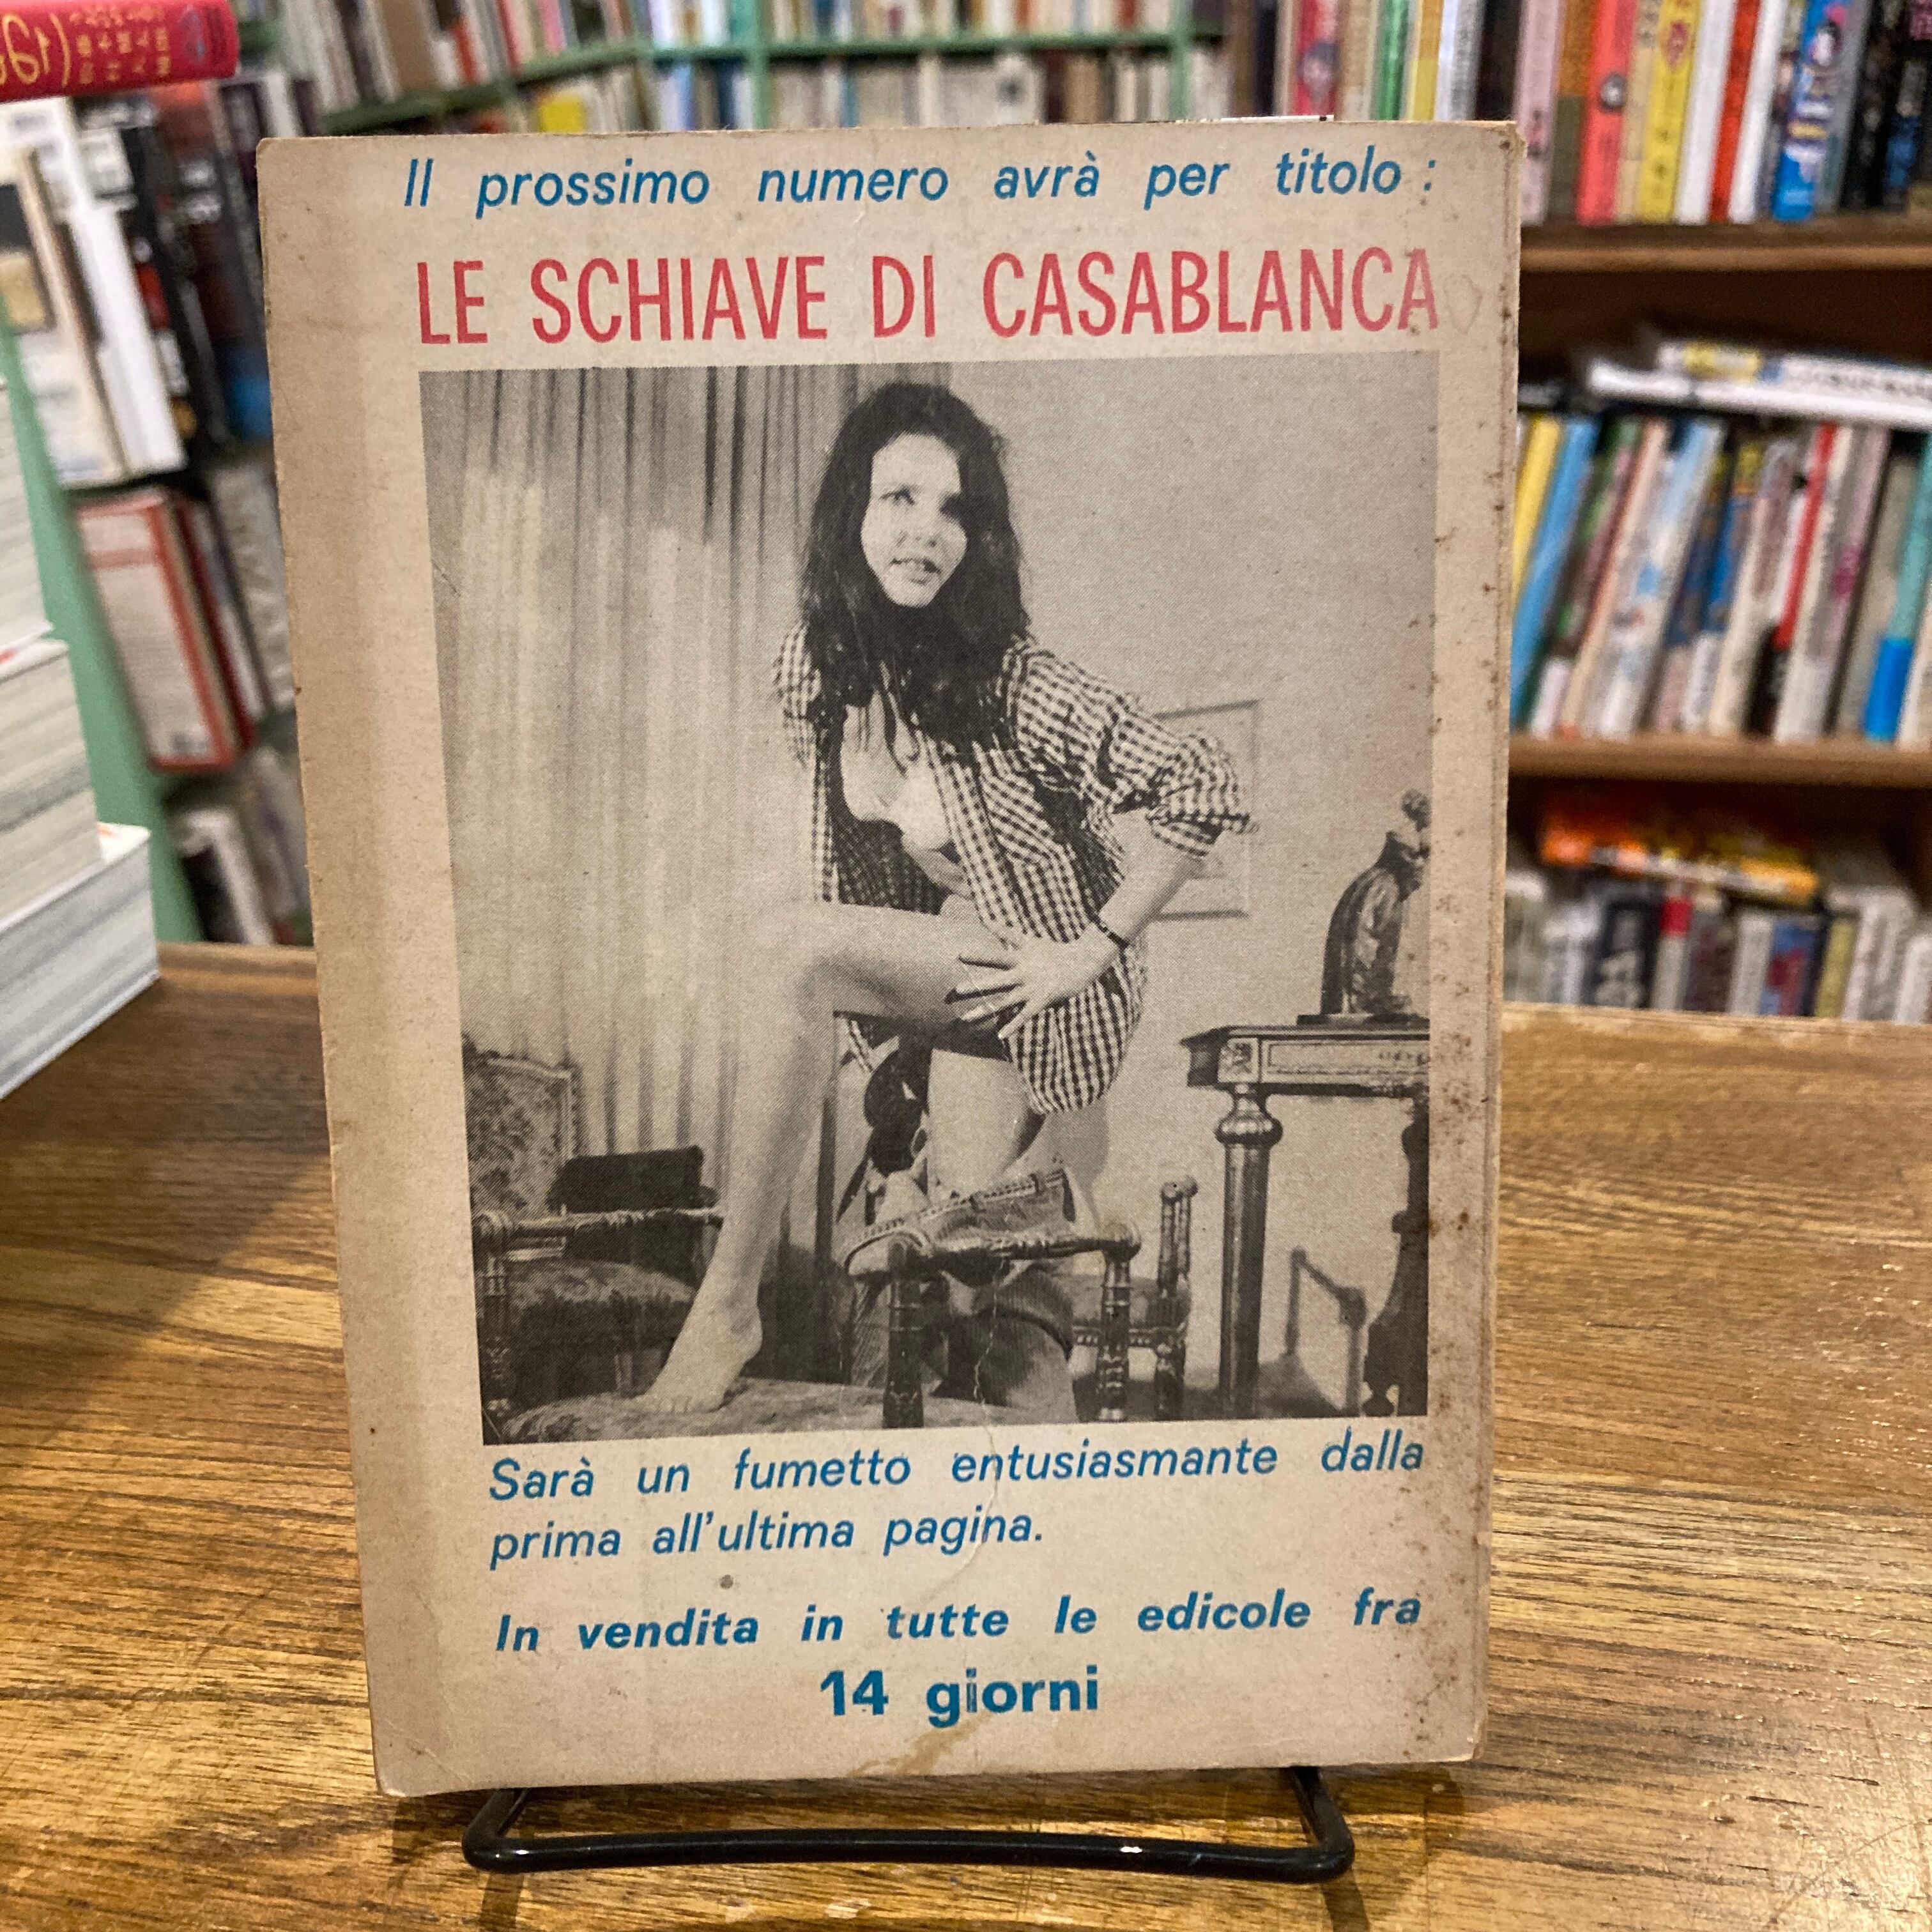 Il prossimo numero avrà per titolo :
LE SCHIAVE DI CASABLANCA
Sarà un fumetto entusiasmante dalla
prima all'ultima pagina.
In vendita in tutte le edicole fra
14 giorni